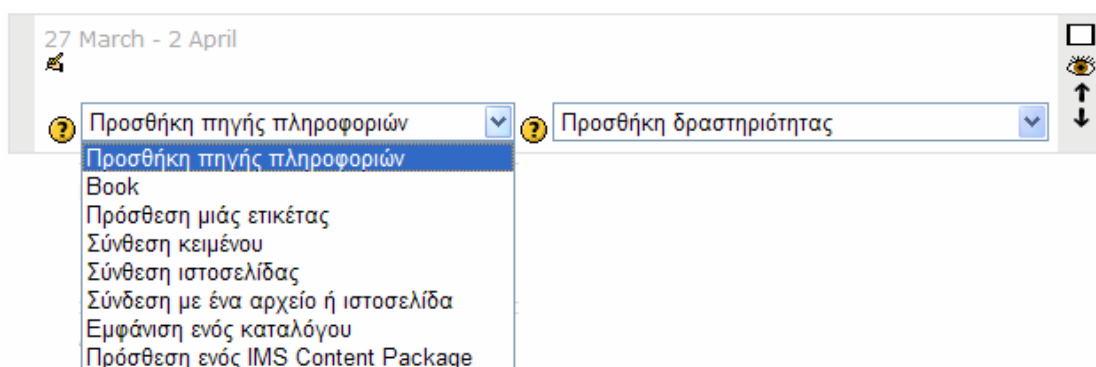 27 March - 2 April
Προσθήκη πηγής πληροφοριών Προσθήκη δραστηριότητας
Προσθήκη πηγής πληροφοριών
Book
Πρόσθεση μιάς ετικέτας
Σύνθεση κειμένου
Σύνθεση ιστοσελίδας
Σύνδεση με ένα αρχείο ή ιστοσελίδα
Εμφάνιση ενός καταλόγου
Πρόσθεση ενός IMS Content Package